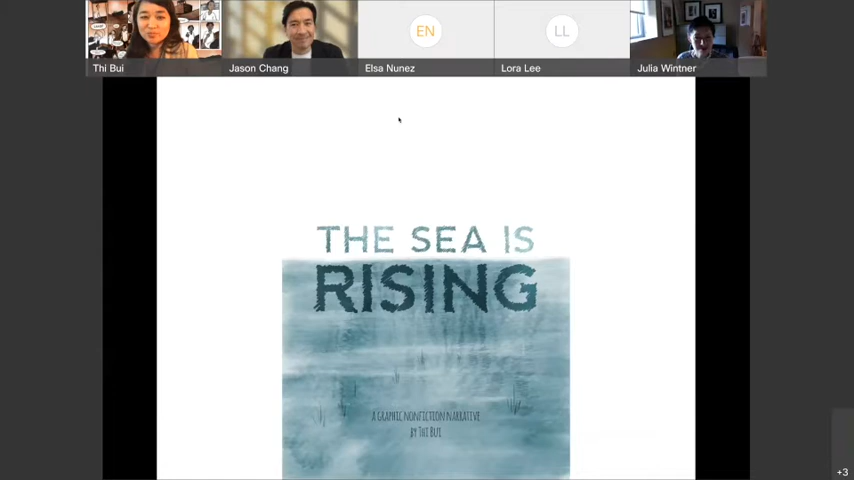 EN
LL
Thi Bui
Jason Chang
Elsa Nunez
Lora Lee
Julia Wintner
THE SEA IS
RISING
A GRAPHIC NONFICTION NARRATIVE
BY THI BUI
+3